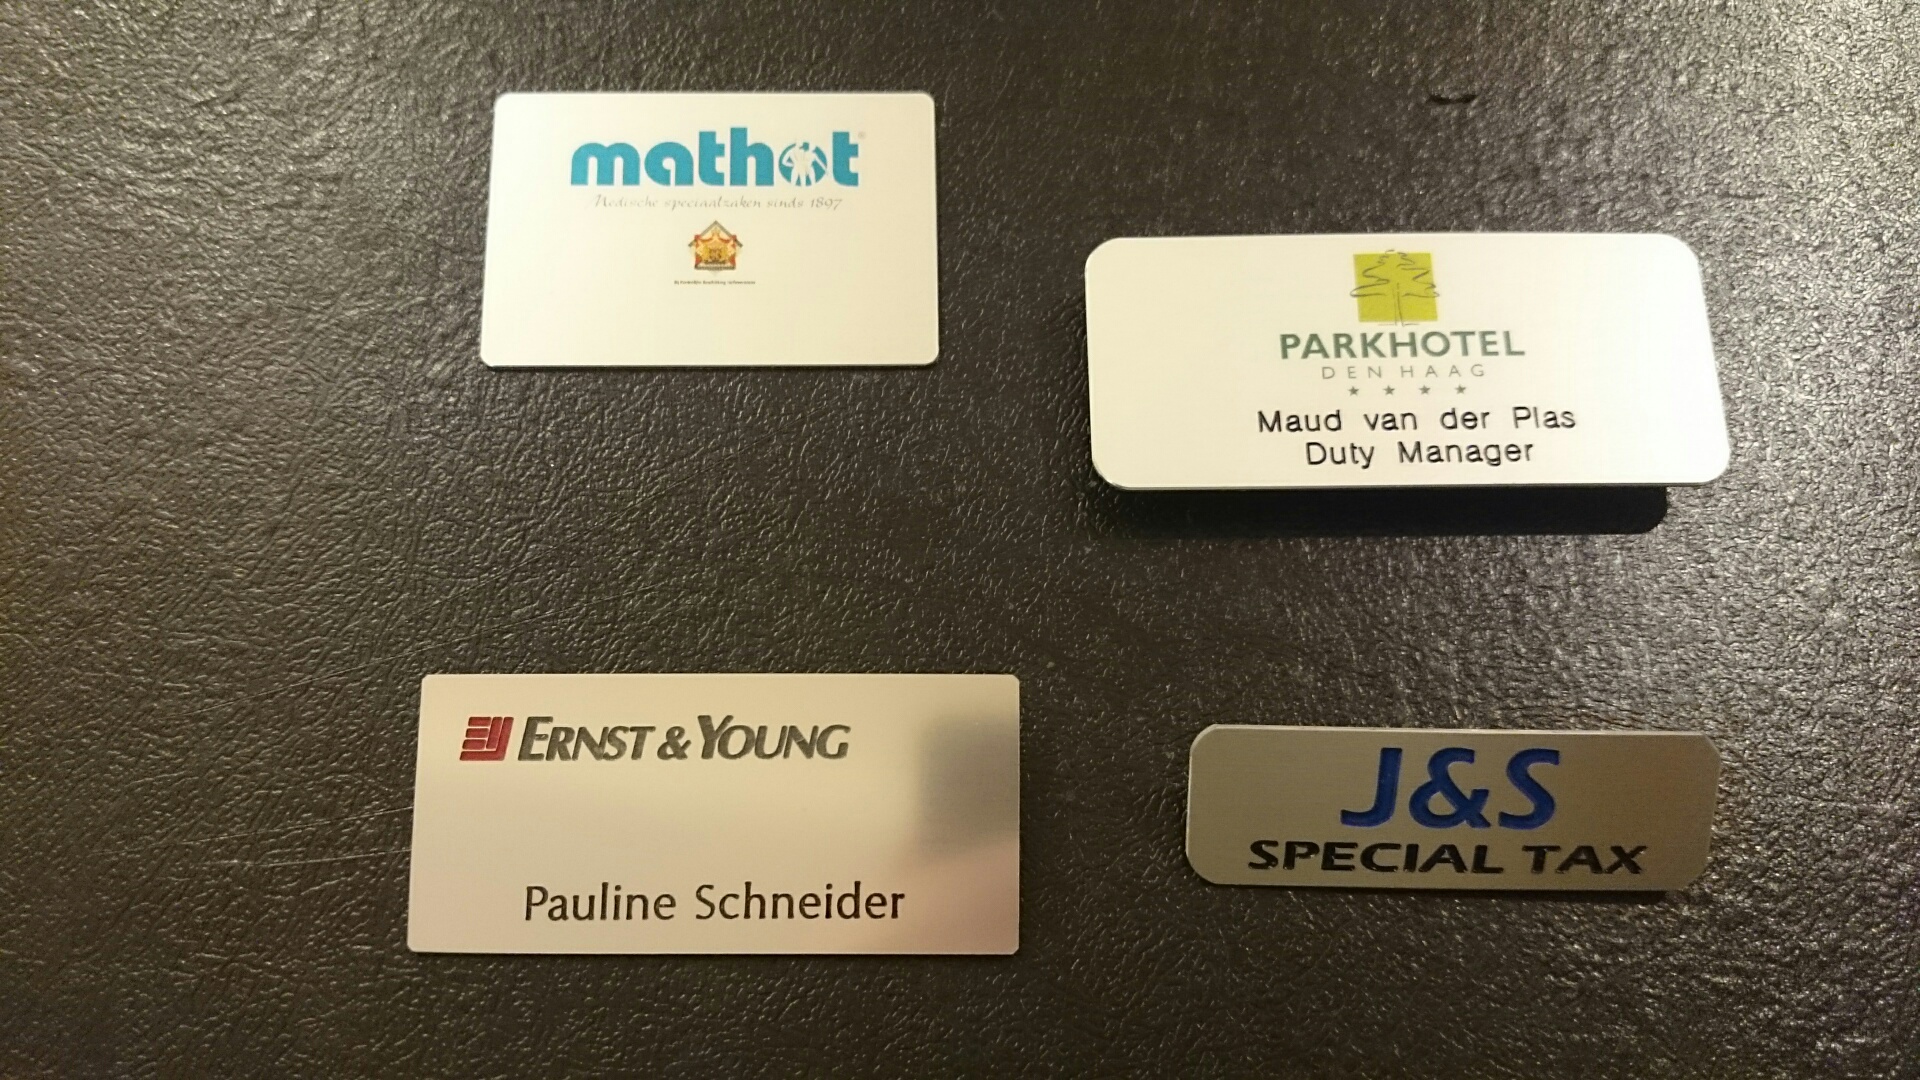 mathot®
Medische speciaalzaken sinds 1897
PARKHOTEL
DEN HAAG
Maud van der Plas
Duty Manager
ERNST & YOUNG
Pauline Schneider
J&S
SPECIAL TAX